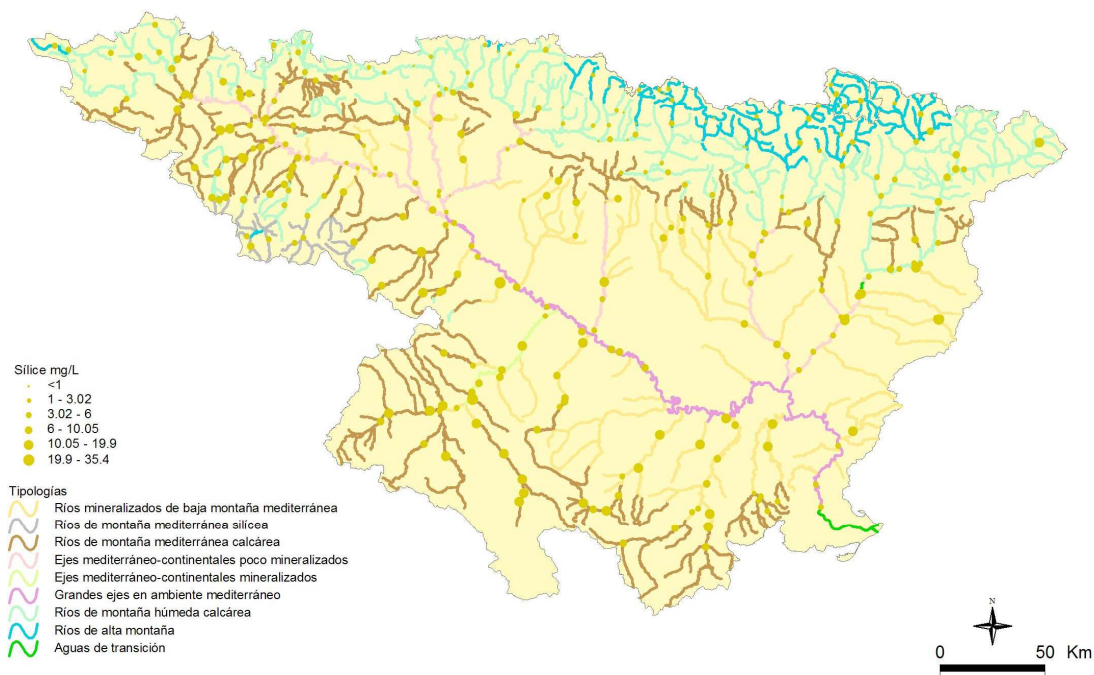 Sílice mg/L
<1
1 - 3.02
3.02 - 6
6 - 10.05
10.05 - 19.9
19.9 - 35.4
Tipologías
Ríos mineralizados de baja montaña mediterránea
Ríos de montaña mediterránea silícea
Ríos de montaña mediterránea calcárea
Ejes mediterráneo-continentales poco mineralizados
Ejes mediterráneo-continentales mineralizados
Grandes ejes en ambiente mediterráneo
Ríos de montaña húmeda calcárea
Ríos de alta montaña
Aguas de transición
N
0 50 Km